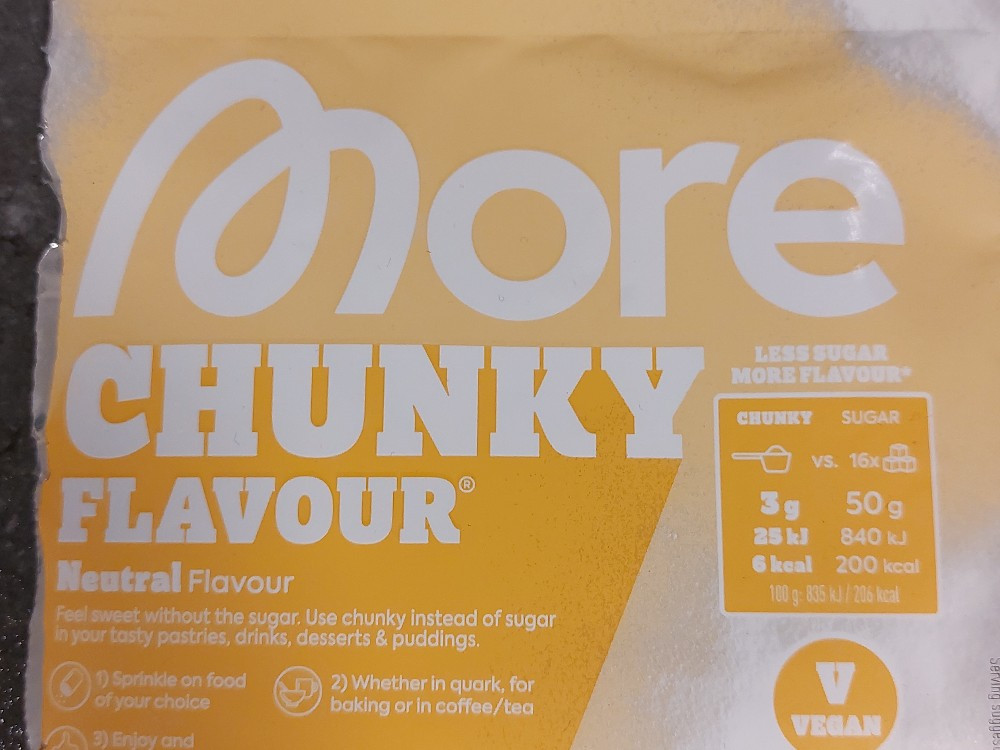 More
CHUNKY
FLAVOUR®
Neutral Flavour
Feel sweet without the sugar. Use chunky instead of sugar
in your tasty pastries, drinks, desserts & puddings.
1) Sprinkle on food
of your choice
2) Whether in quark, for
baking or in coffee/tea
3) Enjoy and
LESS SUGAR
MORE FLAVOUR*
CHUNKY SUGAR
vs. 16x
3 g 50 g
25 kJ 840 kJ
6 kcal 200 kcal
100 g: 835 kJ / 206 kcal
V
VEGAN
Serving